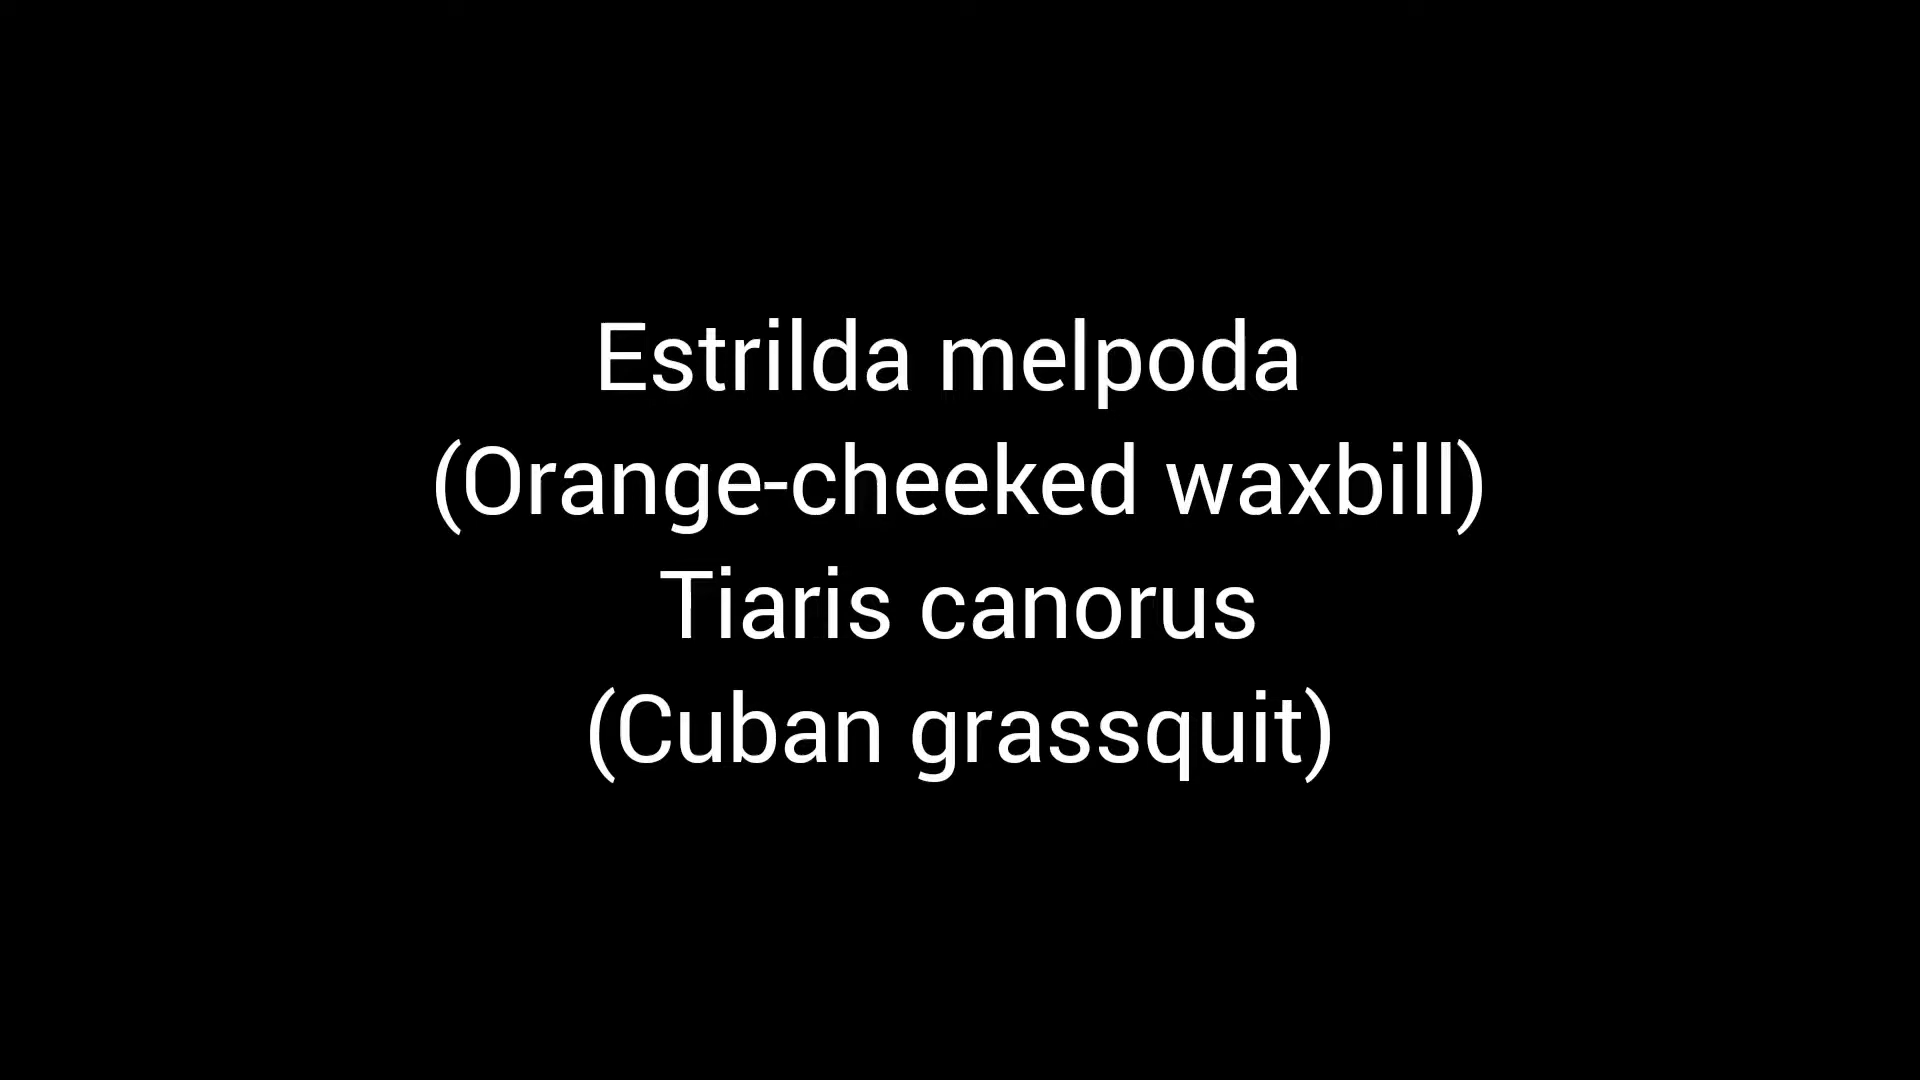 Estrilda melpoda
(Orange-cheeked waxbill)
Tiaris canorus
(Cuban grassquit)